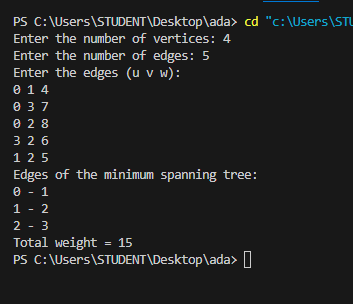 PS C:\Users\STUDENT\Desktop\ada> cd "c:\Users\STU
Enter the number of vertices: 4
Enter the number of edges: 5
Enter the edges (u v w):
0 1 4
0 3 7
0 2 8
3 2 6
1 2 5
Edges of the minimum spanning tree:
0 - 1
1 - 2
2 - 3
Total weight = 15
PS C:\Users\STUDENT\Desktop\ada>